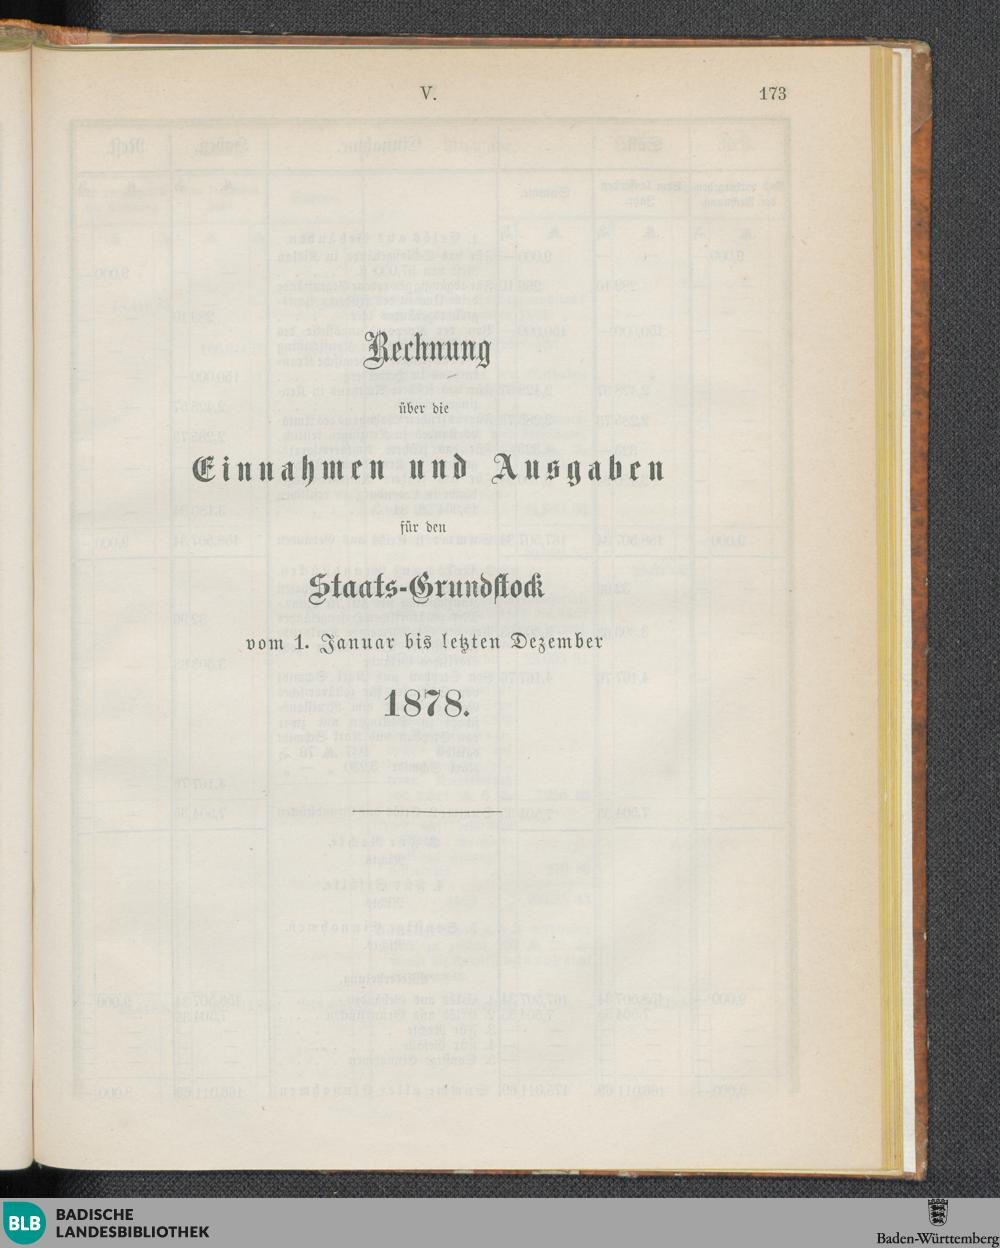 V.
173
Rechnung
über die
Einnahmen und Ausgaben
für den
Staats-Grundstock
vom 1. Januar bis letzten Dezember
1878.
BLB
BADISCHE
LANDESBIBLIOTHEK
Baden-Württemberg